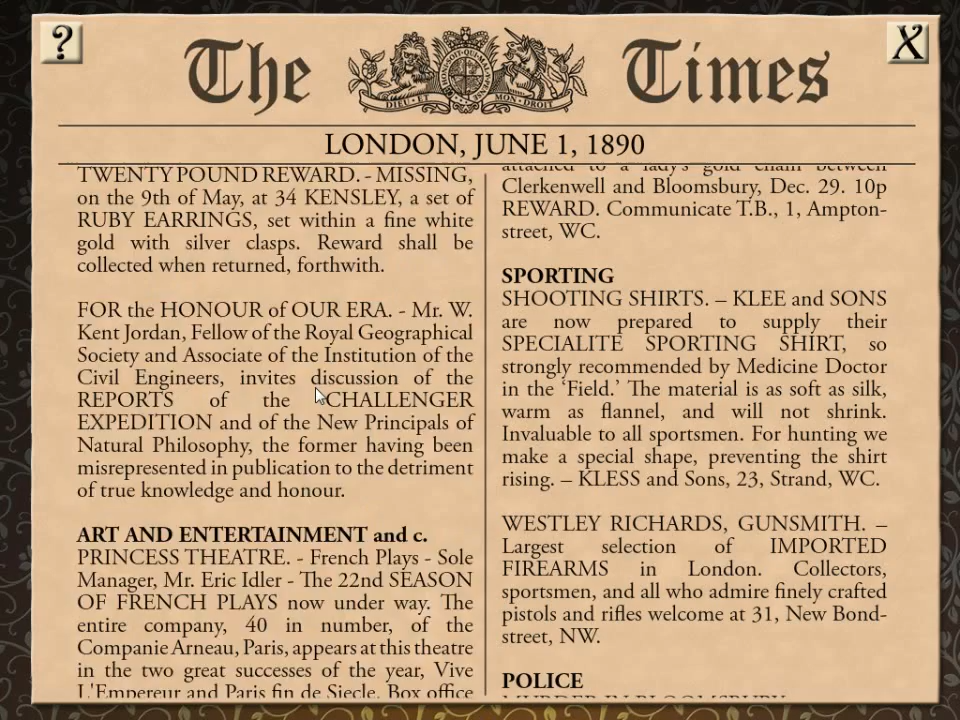 ?
The Times
X
DIEU ET MON DROIT
LONDON, JUNE 1, 1890
TWENTY POUND REWARD. - MISSING,
on the 9th of May, at 34 KENSLEY, a set of
RUBY EARRINGS, set within a fine white
gold with silver clasps. Reward shall be
collected when returned, forthwith.
FOR the HONOUR of OUR ERA. - Mr. W.
Kent Jordan, Fellow of the Royal Geographical
Society and Associate of the Institution of the
Civil Engineers, invites discussion of the
REPORTS of the CHALLENGER
EXPEDITION and of the New Principals of
Natural Philosophy, the former having been
misrepresented in publication to the detriment
of true knowledge and honour.
ART AND ENTERTAINMENT and c.
PRINCESS THEATRE. - French Plays - Sole
Manager, Mr. Eric Idler - The 22nd SEASON
OF FRENCH PLAYS now under way. The
entire company, 40 in number, of the
Companie Arneau, Paris, appears at this theatre
in the two great successes of the year, Vive
L'Empereur and Paris fin de Siecle. Box office
attached to a lady's gold chain between
Clerkenwell and Bloomsbury, Dec. 29. 10p
REWARD. Communicate T.B., 1, Ampton-
street, WC.
SPORTING
SHOOTING SHIRTS. – KLEE and SONS
are now prepared to supply their
SPECIALITE SPORTING SHIRT, so
strongly recommended by Medicine Doctor
in the ‘Field.’ The material is as soft as silk,
warm as flannel, and will not shrink.
Invaluable to all sportsmen. For hunting we
make a special shape, preventing the shirt
rising. – KLESS and Sons, 23, Strand, WC.
WESTLEY RICHARDS, GUNSMITH. –
Largest selection of IMPORTED
FIREARMS in London. Collectors,
sportsmen, and all who admire finely crafted
pistols and rifles welcome at 31, New Bond-
street, NW.
POLICE
MURDER IN BLOOMSBURY